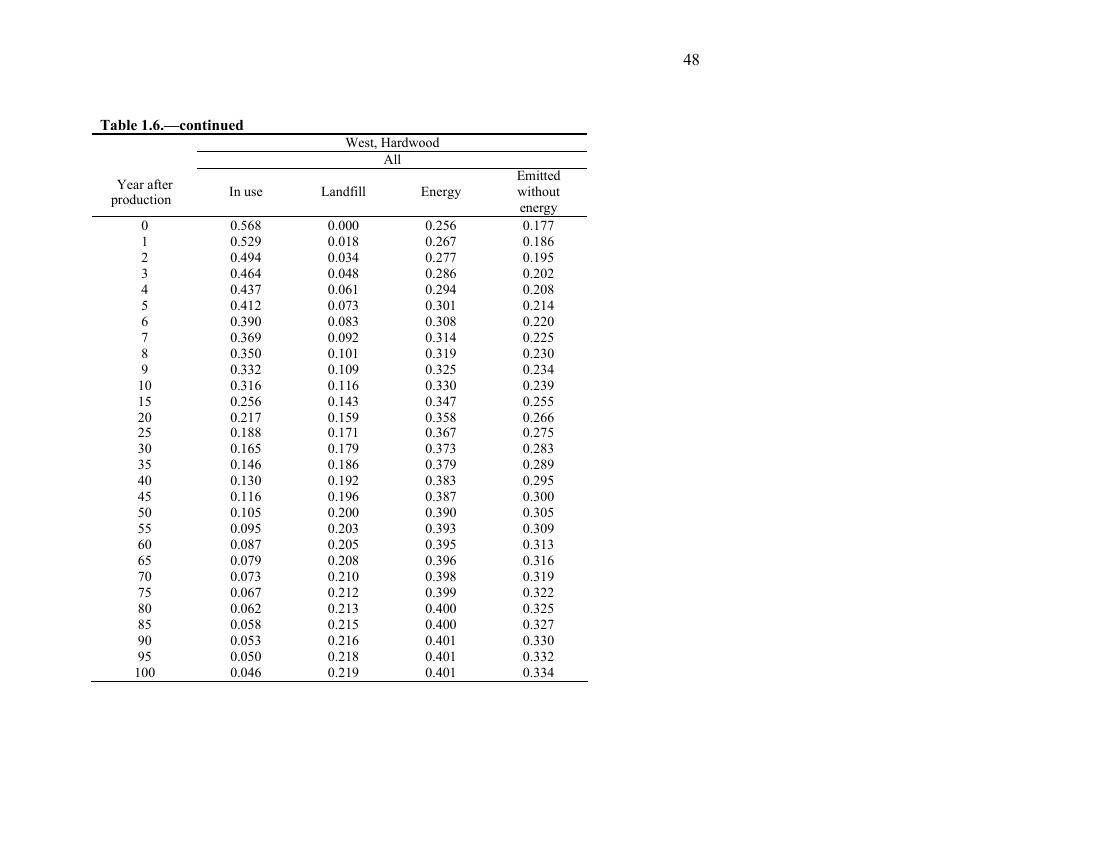 48
Table 1.6.—continued
West, Hardwood
All
Year after production In use Landfill Energy Emitted without energy
0 0.568 0.000 0.256 0.177
1 0.529 0.018 0.267 0.186
2 0.494 0.034 0.277 0.195
3 0.464 0.048 0.286 0.202
4 0.437 0.061 0.294 0.208
5 0.412 0.073 0.301 0.214
6 0.390 0.083 0.308 0.220
7 0.369 0.092 0.314 0.225
8 0.350 0.101 0.319 0.230
9 0.332 0.109 0.325 0.234
10 0.316 0.116 0.330 0.239
15 0.256 0.143 0.347 0.255
20 0.217 0.159 0.358 0.266
25 0.188 0.171 0.367 0.275
30 0.165 0.179 0.373 0.283
35 0.146 0.186 0.379 0.289
40 0.130 0.192 0.383 0.295
45 0.116 0.196 0.387 0.300
50 0.105 0.200 0.390 0.305
55 0.095 0.203 0.393 0.309
60 0.087 0.205 0.395 0.313
65 0.079 0.208 0.396 0.316
70 0.073 0.210 0.398 0.319
75 0.067 0.212 0.399 0.322
80 0.062 0.213 0.400 0.325
85 0.058 0.215 0.400 0.327
90 0.053 0.216 0.401 0.330
95 0.050 0.218 0.401 0.332
100 0.046 0.219 0.401 0.334